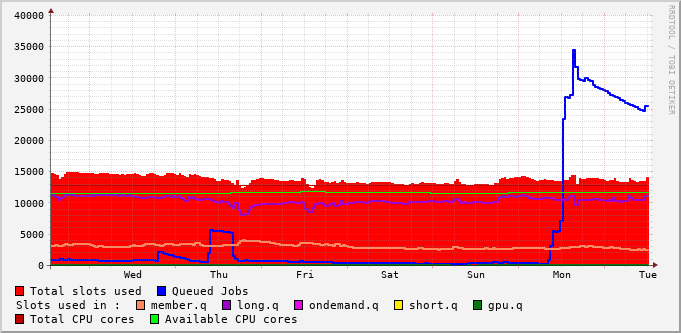 40000
35000
30000
25000
20000
15000
10000
5000
0
Wed Thu Fri Sat Sun Mon Tue
RRDTOOL / TOBI OETIKER
Total slots used Queued Jobs
Slots used in : member.q long.q ondemand.q short.q gpu.q
Total CPU cores Available CPU cores